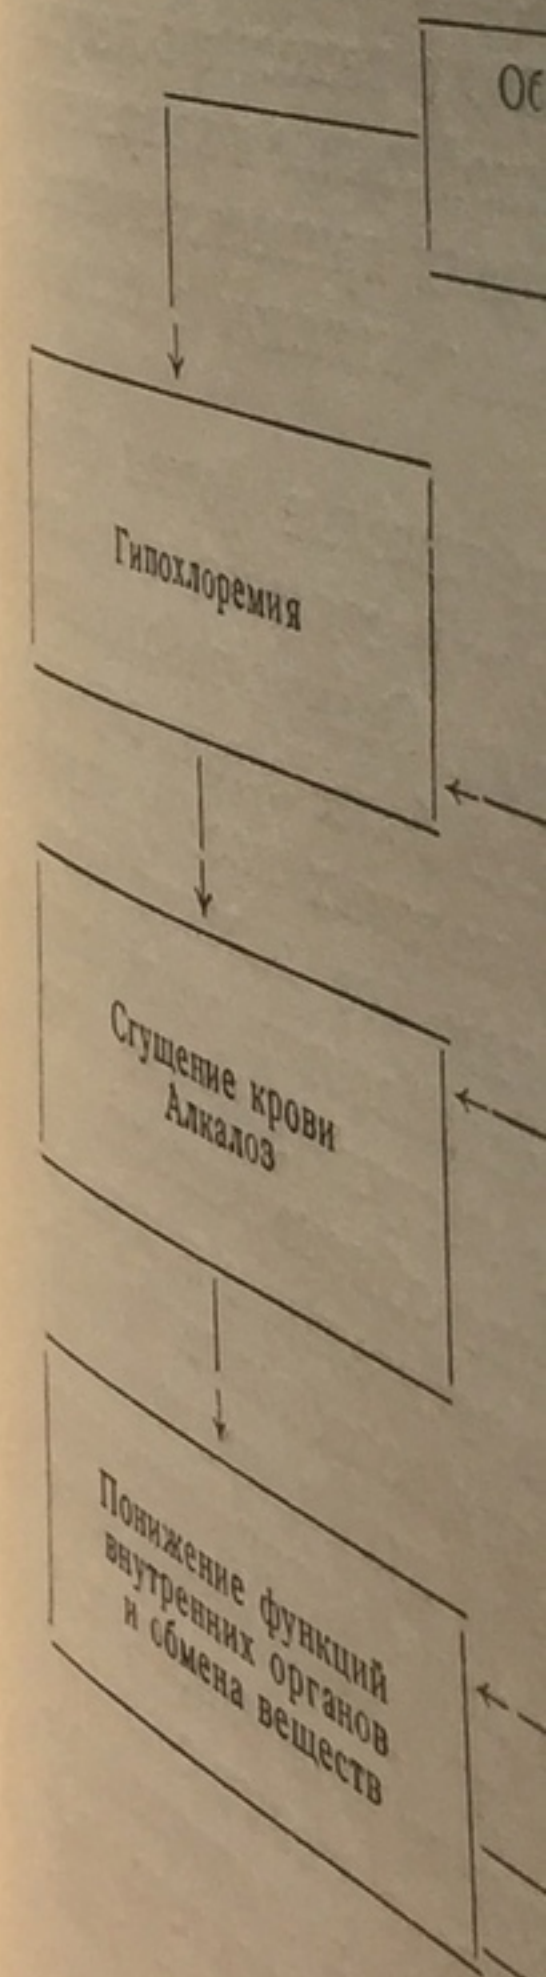 Гипохлоремия
Сгущение крови
Алкалоз
Понижение функций
внутренних органов
и обмена веществ